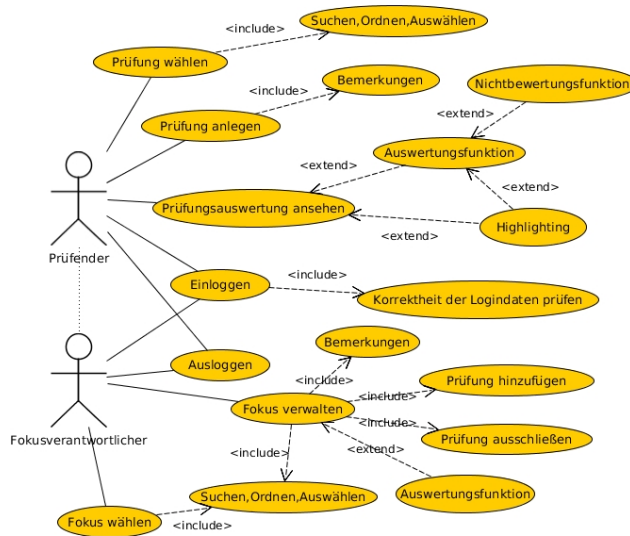 Suchen,Ordnen,Auswählen
<include>
Prüfung wählen
Bemerkungen
Nichtbewertungsfunktion
<include>
Prüfung anlegen
<extend>
Auswertungsfunktion
<extend>
<extend>
Prüfungsauswertung ansehen
Highlighting
<extend>
Prüfender
<include>
Einloggen
Korrektheit der Logindaten prüfen
Bemerkungen
Ausloggen
<include>
Prüfung hinzufügen
<include>
Fokus verwalten
<include>
Fokusverantwortlicher
Prüfung ausschließen
<include>
<extend>
Suchen,Ordnen,Auswählen
Auswertungsfunktion
Fokus wählen
<include>